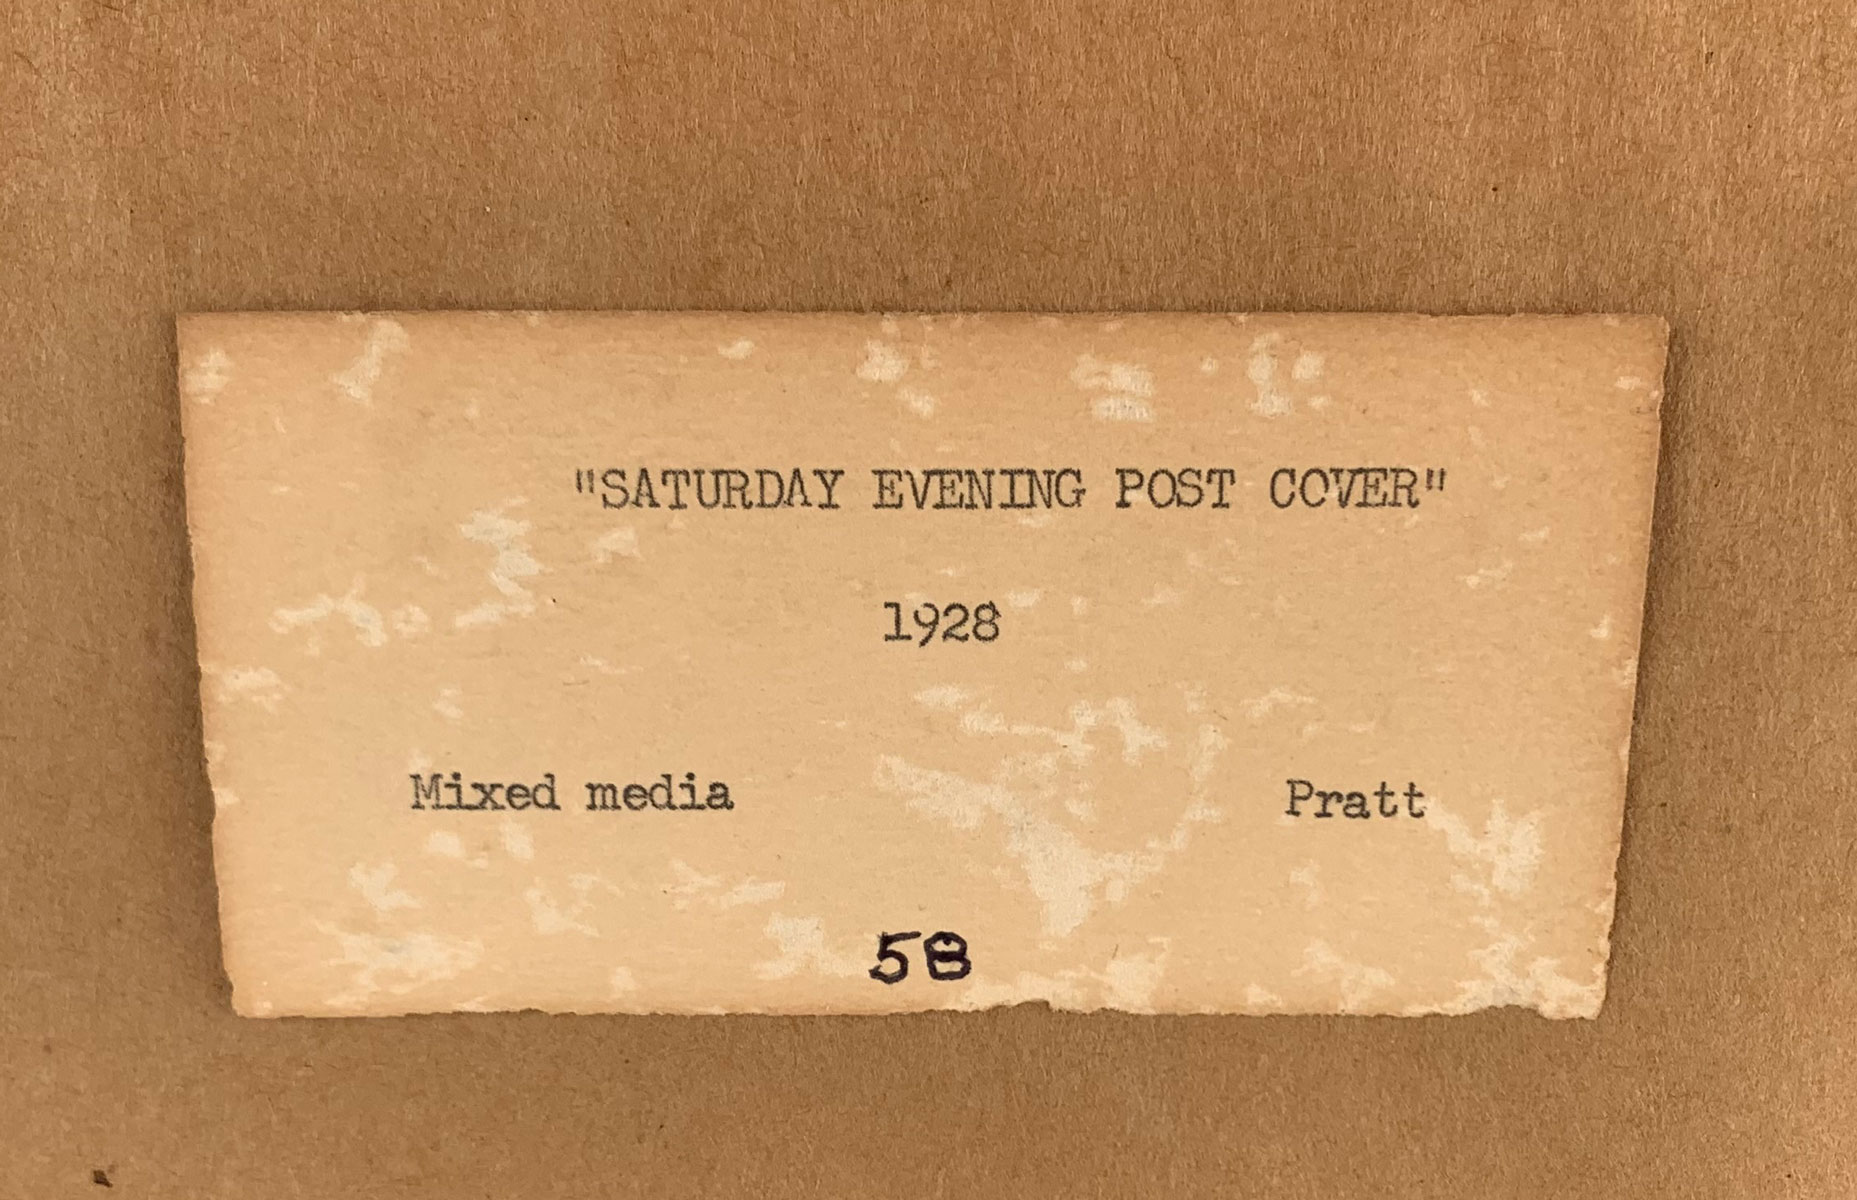 "SATURDAY EVENING POST COVER"
1928
Mixed media Pratt
58